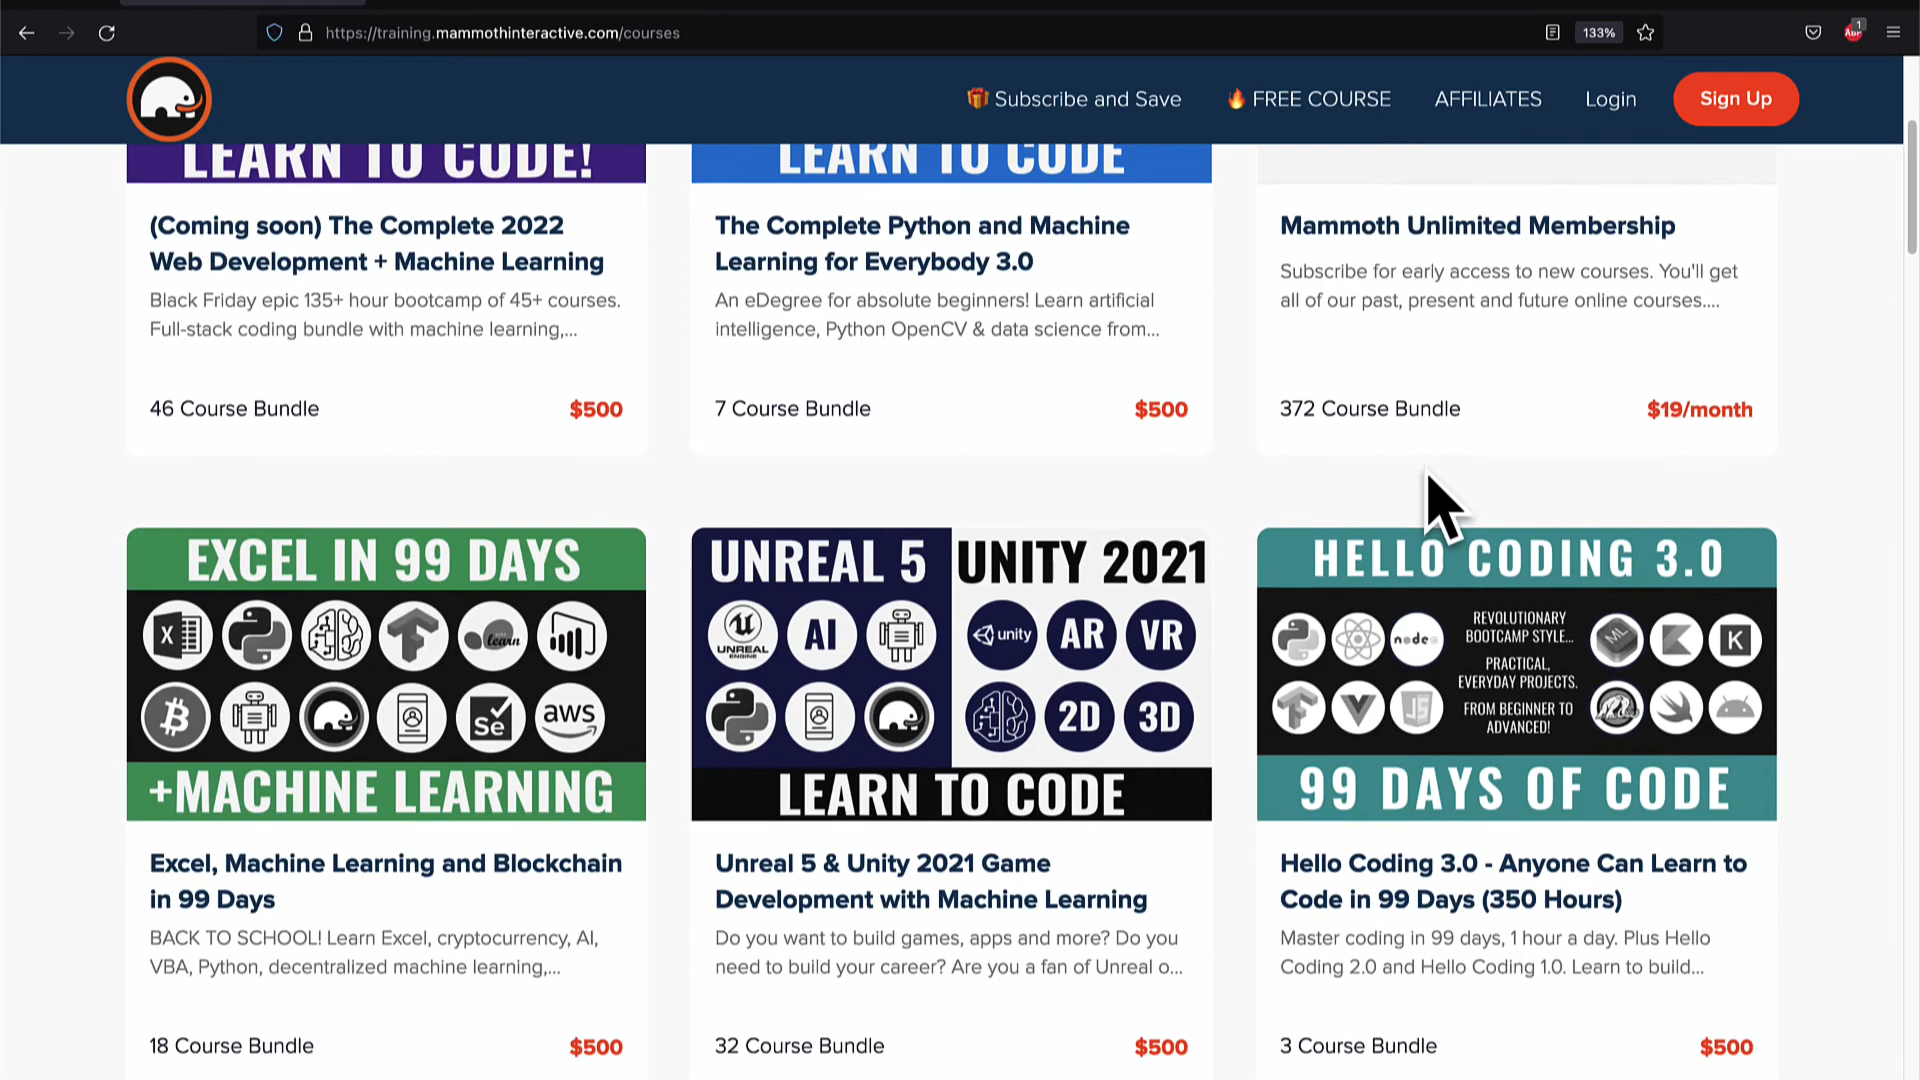 https://training.mammothinteractive.com/courses
133%
1
ABP
🎁 Subscribe and Save
🔥 FREE COURSE
AFFILIATES
Login
Sign Up
LEARN TO CODE!
LEARN TO CODE
(Coming soon) The Complete 2022
Web Development + Machine Learning
Black Friday epic 135+ hour bootcamp of 45+ courses.
Full-stack coding bundle with machine learning,...
46 Course Bundle
$500
The Complete Python and Machine
Learning for Everybody 3.0
An eDegree for absolute beginners! Learn artificial
intelligence, Python OpenCV & data science from...
7 Course Bundle
$500
Mammoth Unlimited Membership
Subscribe for early access to new courses. You'll get
all of our past, present and future online courses....
372 Course Bundle
$19/month
EXCEL IN 99 DAYS
X
learn
Se
aws
+MACHINE LEARNING
Excel, Machine Learning and Blockchain
in 99 Days
BACK TO SCHOOL! Learn Excel, cryptocurrency, AI,
VBA, Python, decentralized machine learning,...
18 Course Bundle
$500
UNREAL 5
UNITY 2021
UNREAL
ENGINE
AI
unity
AR
VR
2D
3D
LEARN TO CODE
Unreal 5 & Unity 2021 Game
Development with Machine Learning
Do you want to build games, apps and more? Do you
need to build your career? Are you a fan of Unreal o...
32 Course Bundle
$500
HELLO CODING 3.0
node
REVOLUTIONARY
BOOTCAMP STYLE...
PRACTICAL,
EVERYDAY PROJECTS.
FROM BEGINNER TO
ADVANCED!
ML
K
JS
99 DAYS OF CODE
Hello Coding 3.0 - Anyone Can Learn to
Code in 99 Days (350 Hours)
Master coding in 99 days, 1 hour a day. Plus Hello
Coding 2.0 and Hello Coding 1.0. Learn to build...
3 Course Bundle
$500